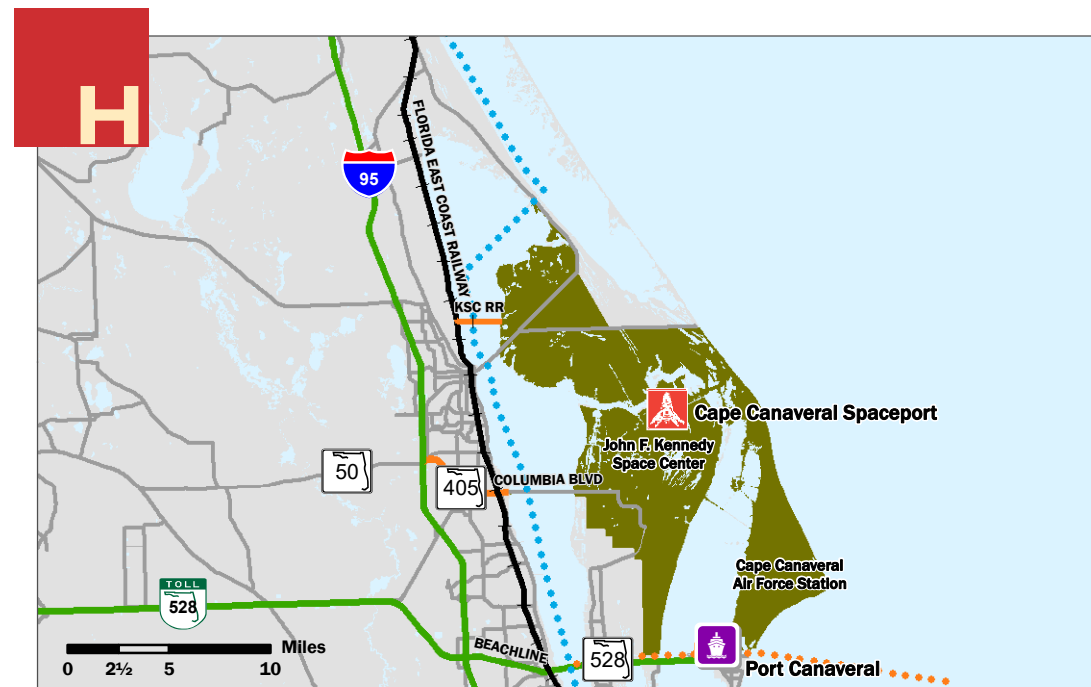 H
FLORIDA EAST COAST RAILWAY
95
KSC RR
Cape Canaveral Spaceport
John F. Kennedy
Space Center
50
405
COLUMBIA BLVD
Cape Canaveral
Air Force Station
TOLL
528
BEACHLINE
528
Port Canaveral
Miles
0 2½ 5 10